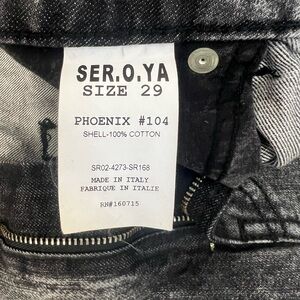 SER.O.YA
SIZE 29
PHOENIX #104
SHELL-100% COTTON
SR02-4273-SR168
MADE IN ITALY
FABRIQUE EN ITALIE
RN#160715